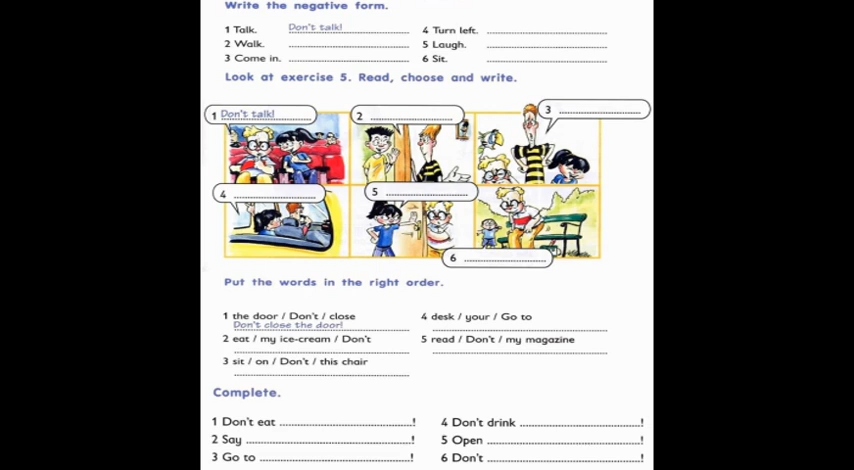 Write the negative form.
1 Talk. Don't talk! 4 Turn left.
2 Walk. 5 Laugh.
3 Come in. 6 Sit.
Look at exercise 5. Read, choose and write.
1 Don't talk! 2 3
4 5
6
Put the words in the right order.
1 the door / Don't / close 4 desk / your / Go to
Don't close the door!
2 eat / my ice-cream / Don't 5 read / Don't / my magazine
3 sit / on / Don't / this chair
Complete.
1 Don't eat ! 4 Don't drink !
2 Say ! 5 Open !
3 Go to ! 6 Don't !